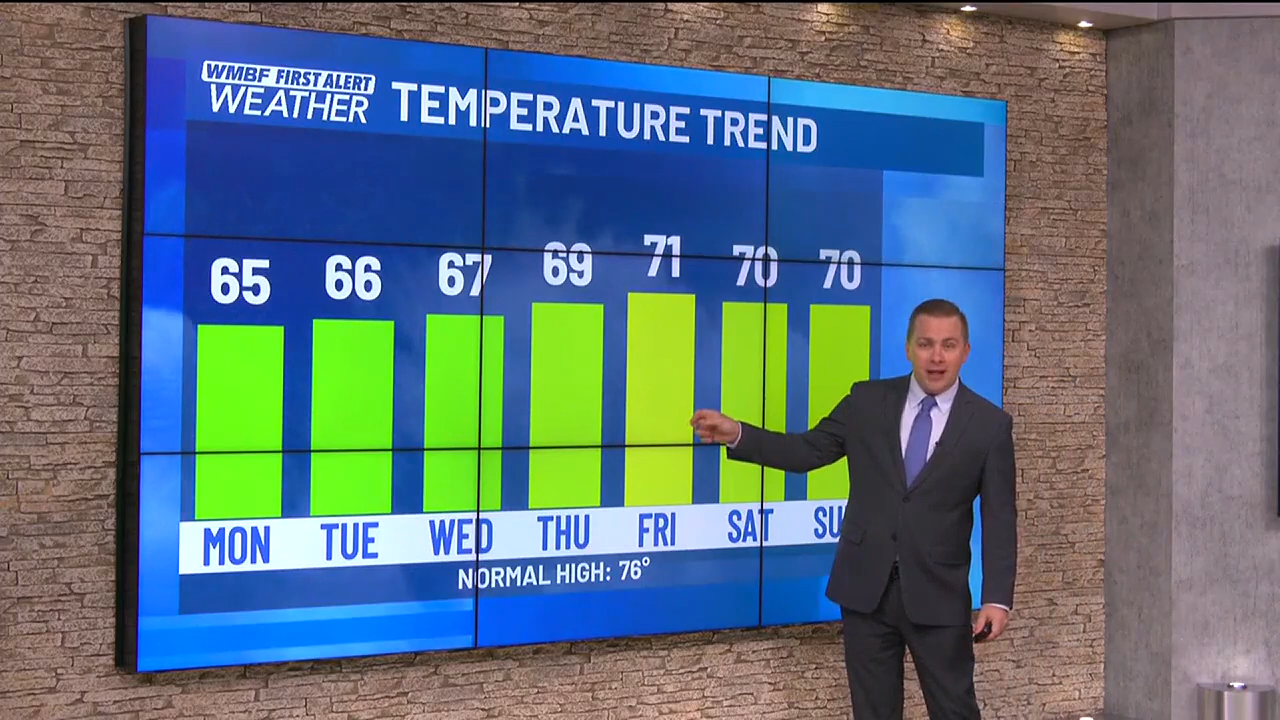 WMBF FIRST ALERT
WEATHER
TEMPERATURE TREND
65 66 67 69 71 70 70
MON TUE WED THU FRI SAT SU
NORMAL HIGH: 76°